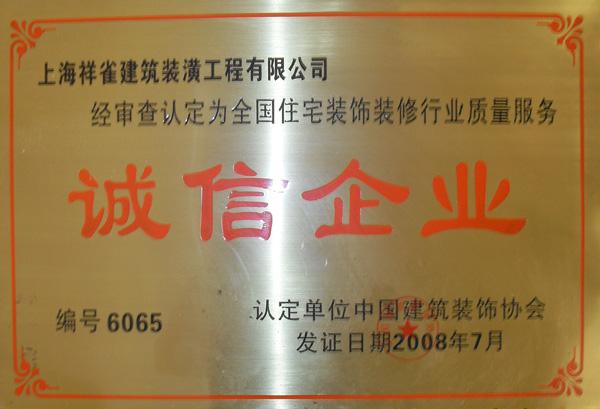 上海祥雀建筑装潢工程有限公司
经审查认定为全国住宅装饰装修行业质量服务
诚信企业
编号6065
认定单位中国建筑装饰协会
发证日期2008年7月